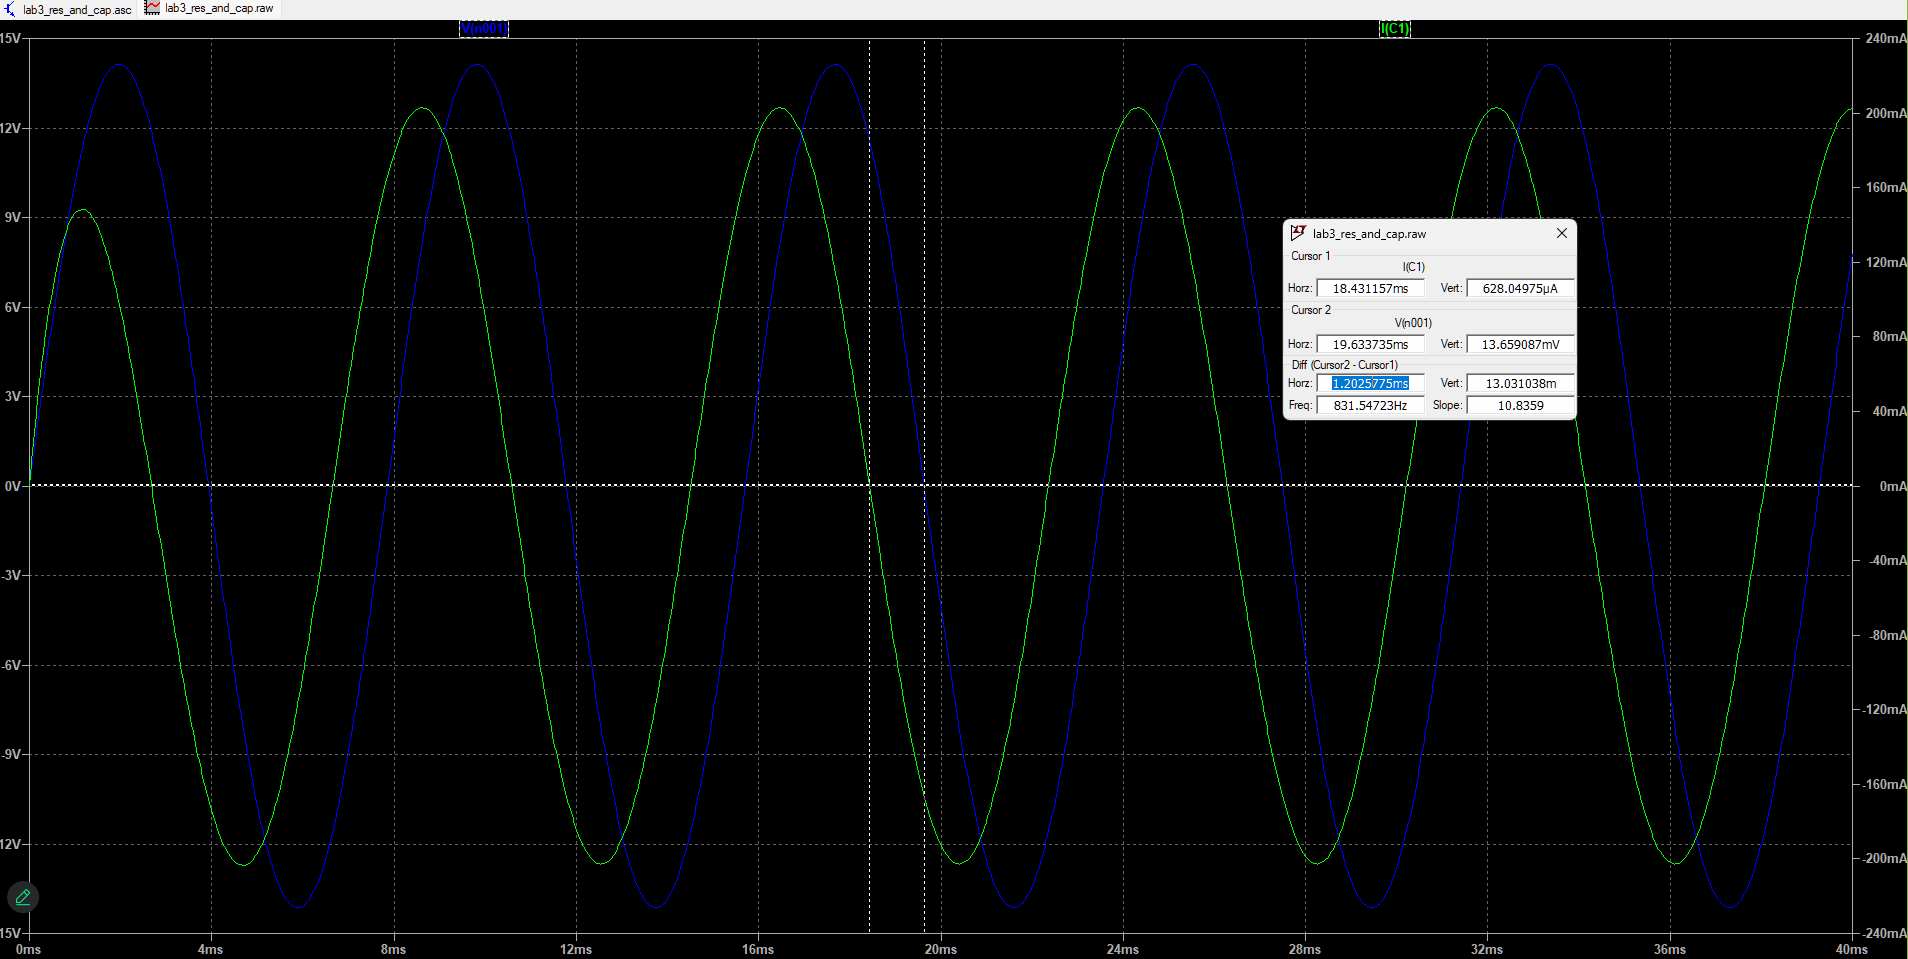 lab3_res_and_cap.asc lab3_res_and_cap.raw
V(n001) I(C1)
15V 240mA
12V 200mA
9V 160mA
6V 120mA
3V 80mA
0V 40mA
-3V 0mA
-6V -40mA
-9V -80mA
12V -120mA
15V -160mA
-200mA
-240mA
0ms 4ms 8ms 12ms 16ms 20ms 24ms 28ms 32ms 36ms 40ms
lab3_res_and_cap.raw
Cursor 1
I(C1)
Horz: 18.431157ms Vert: 628.04975µA
Cursor 2
V(n001)
Horz: 19.633735ms Vert: 13.659087mV
Diff (Cursor2 - Cursor1)
Horz: 1.2025775ms Vert: 13.031038m
Freq: 831.54723Hz Slope: 10.8359